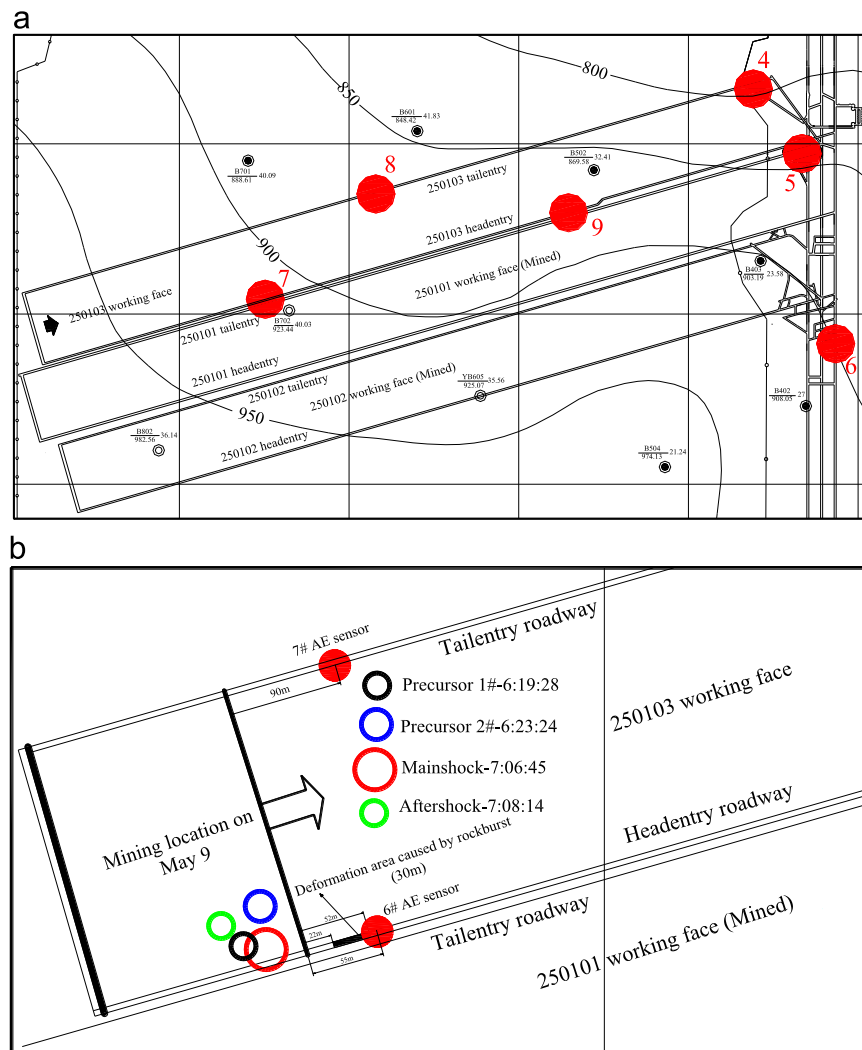 a
800
4
850
B601
848.42
41.83
B502
869.58
32.41
5
B701
888.61
40.09
8
250103 tailentry
9
900
250103 headentry
B403
903.19
23.58
7
250103 working face
250101 working face (Mined)
B702
923.44
40.03
250101 tailentry
6
250101 headentry
250102 tailentry
YB605
925.07
35.56
250102 working face (Mined)
B402
908.05
27
950
B802
982.56
36.14
250102 headentry
B504
974.13
21.24
b
7# AE sensor
Tailentry roadway
90m
Precursor 1#-6:19:28
Precursor 2#-6:23:24
250103 working face
Mainshock-7:06:45
Aftershock-7:08:14
Mining location on
May 9
Headentry roadway
Deformation area caused by rockburst
(30m)
6# AE sensor
52m
22m
55m
Tailentry roadway
250101 working face (Mined)